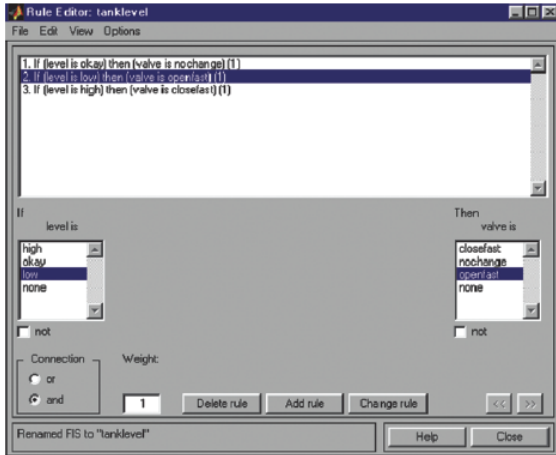 Rule Editor: tanklevel
File Edit View Options
1. If (level is okay) then (valve is nochange) (1)
2. If (level is low) then (valve is openfast) (1)
3. If (level is high) then (valve is closefast) (1)
If
level is
Then
valve is
high
okay
low
none
closefast
nochange
openfast
none
not
not
Connection
or
and
Weight:
1
Delete rule
Add rule
Change rule
<<
>>
Renamed FIS to "tanklevel"
Help
Close